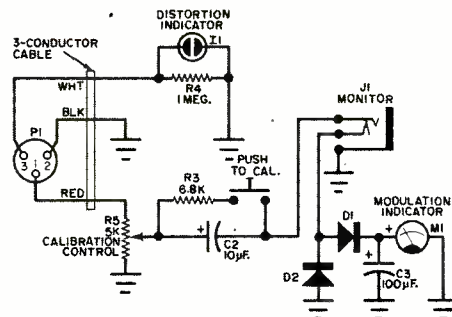 DISTORTION
INDICATOR
I1
3-CONDUCTOR
CABLE
R4
1 MEG.
WHT
BLK
P1
3 1 2
RED
J1
MONITOR
R3
6.8K
PUSH
TO CAL.
R5
5K
CALIBRATION
CONTROL
+
C2
10µF.
D1
MODULATION
INDICATOR
+ M1
D2
+
C3
100µF.